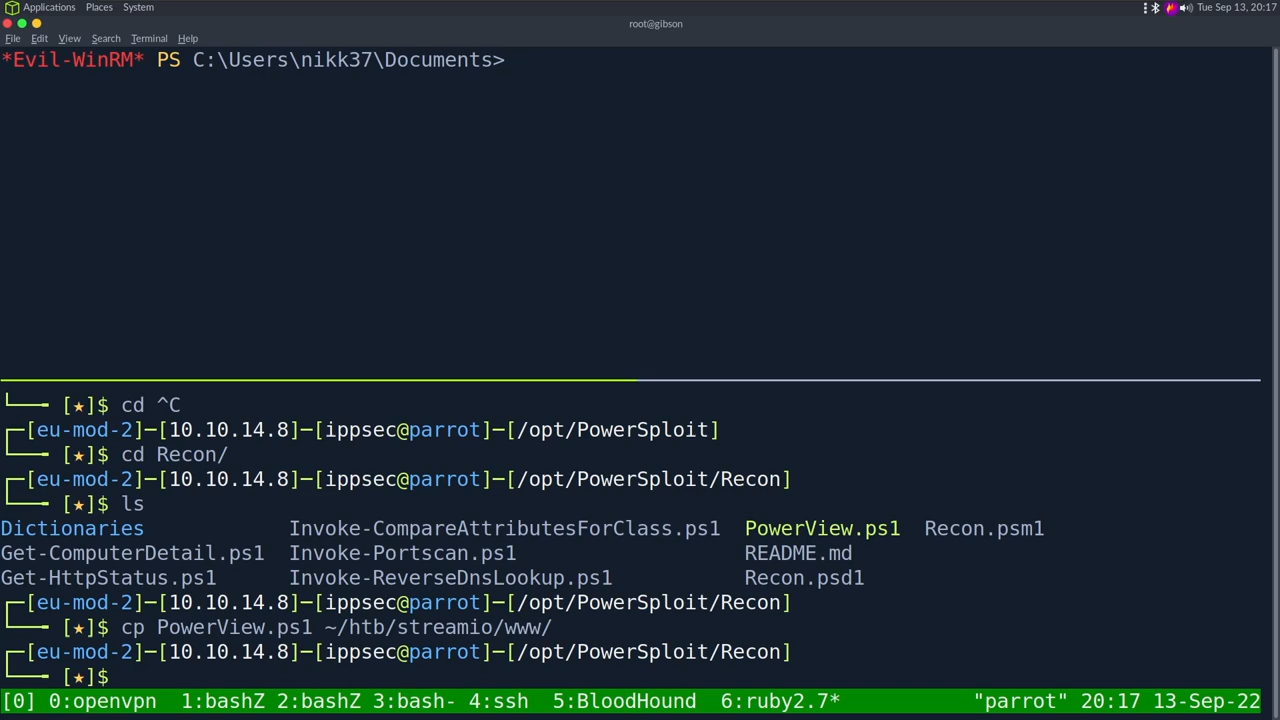 Applications Places System Tue Sep 13, 20:17
root@gibson
File Edit View Search Terminal Help
*Evil-WinRM* PS C:\Users\nikk37\Documents>
└──╼ [★]$ cd ^C
┌─[eu-mod-2]─[10.10.14.8]─[ippsec@parrot]─[/opt/PowerSploit]
└──╼ [★]$ cd Recon/
┌─[eu-mod-2]─[10.10.14.8]─[ippsec@parrot]─[/opt/PowerSploit/Recon]
└──╼ [★]$ ls
Dictionaries Invoke-CompareAttributesForClass.ps1 PowerView.ps1 Recon.psm1
Get-ComputerDetail.ps1 Invoke-Portscan.ps1 README.md
Get-HttpStatus.ps1 Invoke-ReverseDnsLookup.ps1 Recon.psd1
┌─[eu-mod-2]─[10.10.14.8]─[ippsec@parrot]─[/opt/PowerSploit/Recon]
└──╼ [★]$ cp PowerView.ps1 ~/htb/streamio/www/
┌─[eu-mod-2]─[10.10.14.8]─[ippsec@parrot]─[/opt/PowerSploit/Recon]
└──╼ [★]$
[0] 0:openvpn 1:bashZ 2:bashZ 3:bash- 4:ssh 5:BloodHound 6:ruby2.7* "parrot" 20:17 13-Sep-22